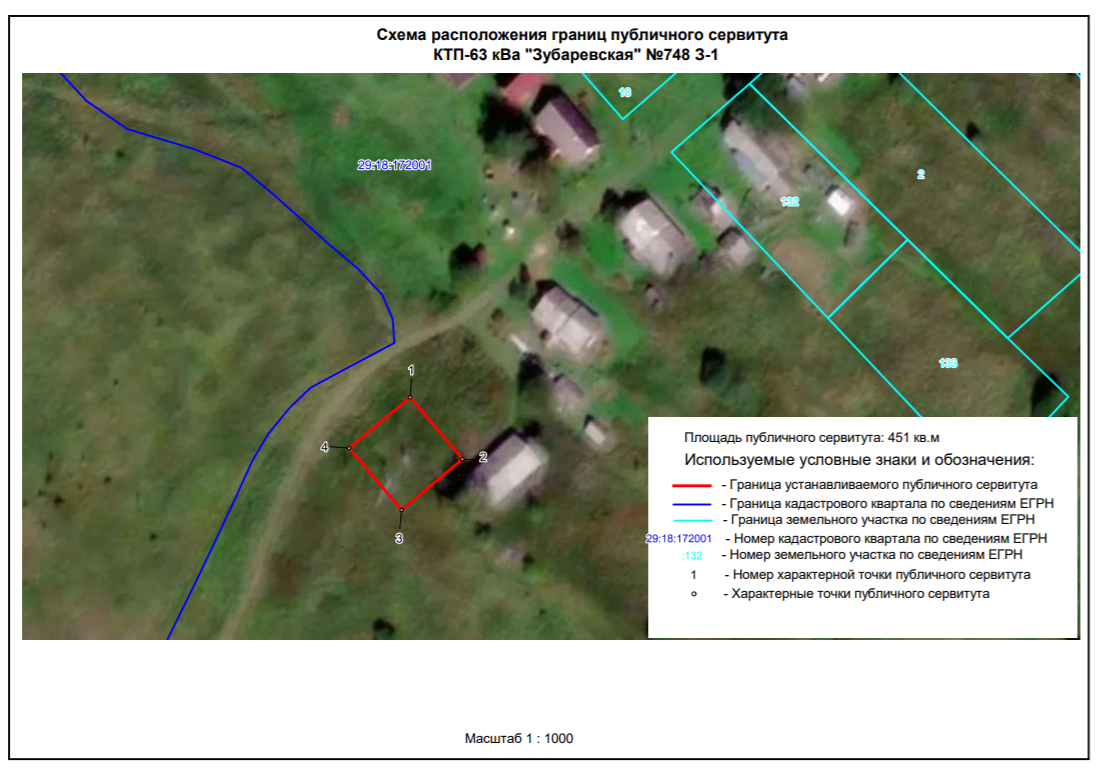 Схема расположения границ публичного сервитута
КТП-63 кВа "Зубаревская" №748 З-1
18
29:18:172001
2
132
133
1
4
2
3
Площадь публичного сервитута: 451 кв.м
Используемые условные знаки и обозначения:
- Граница устанавливаемого публичного сервитута
- Граница кадастрового квартала по сведениям ЕГРН
- Граница земельного участка по сведениям ЕГРН
29:18:172001 - Номер кадастрового квартала по сведениям ЕГРН
:132 - Номер земельного участка по сведениям ЕГРН
1 - Номер характерной точки публичного сервитута
- Характерные точки публичного сервитута
Масштаб 1 : 1000